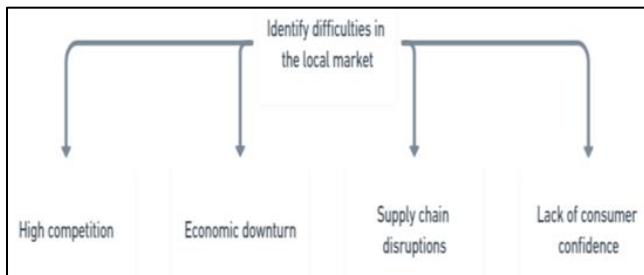 Identify difficulties in
the local market
High competition
Economic downturn
Supply chain
disruptions
Lack of consumer
confidence